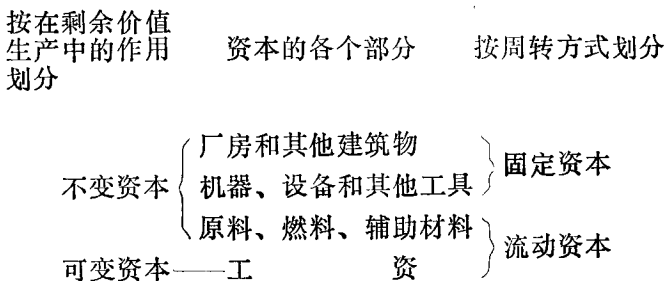 按在剩余价值
生产中的作用 资本的各个部分 按周转方式划分
划分
厂房和其他建筑物
固定资本
不变资本 机器、设备和其他工具
原料、燃料、辅助材料
流动资本
可变资本——工 资